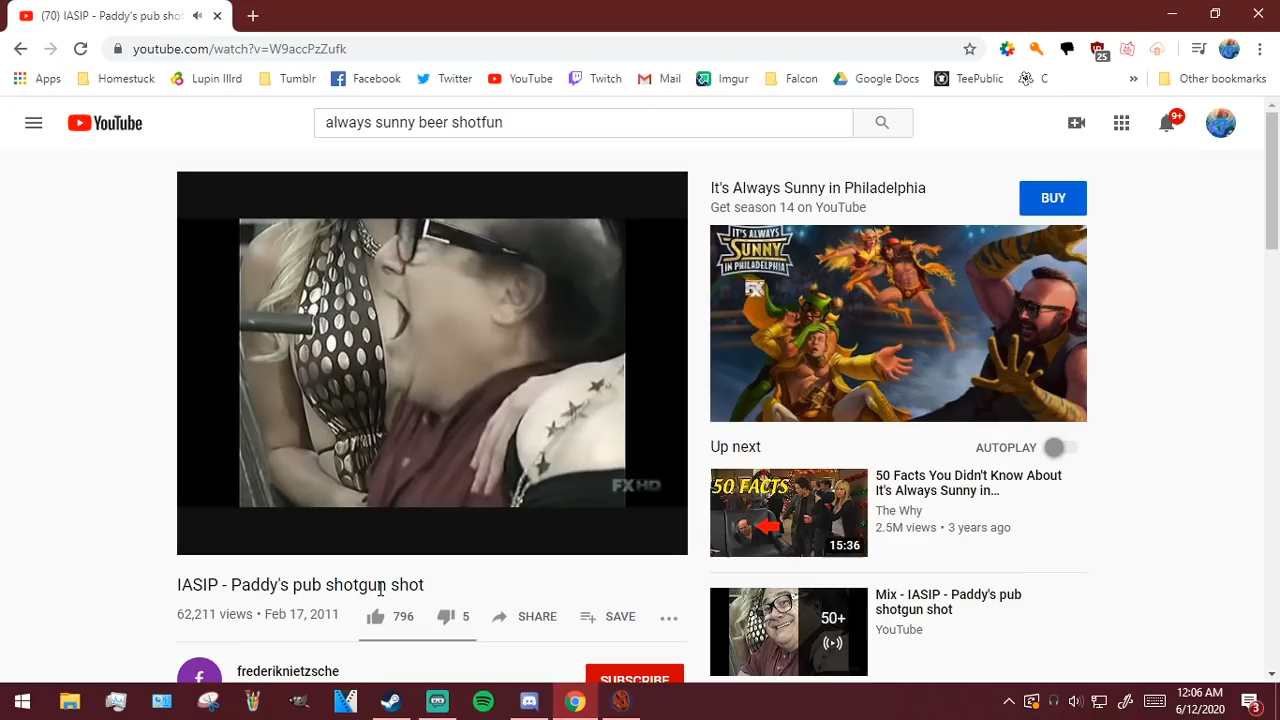 (70) IASIP - Paddy's pub shot
youtube.com/watch?v=W9accPzZufk
25
Apps Homestuck Lupin IIIrd Tumblr Facebook Twitter YouTube Twitch Mail Imgur Falcon Google Docs TeePublic C » Other bookmarks
YouTube
always sunny beer shotfun
9+
It's Always Sunny in Philadelphia
Get season 14 on YouTube
BUY
IT'S ALWAYS
SUNNY
IN PHILADELPHIA
FX
FXHD
Up next
AUTOPLAY
50 FACTS
15:36
50 Facts You Didn't Know About
It's Always Sunny in...
The Why
2.5M views • 3 years ago
IASIP - Paddy's pub shotgun shot
62,211 views • Feb 17, 2011
796 5 SHARE SAVE
50+
Mix - IASIP - Paddy's pub
shotgun shot
YouTube
f
frederiknietzsche
SUBSCRIBE
12:06 AM
6/12/2020
3